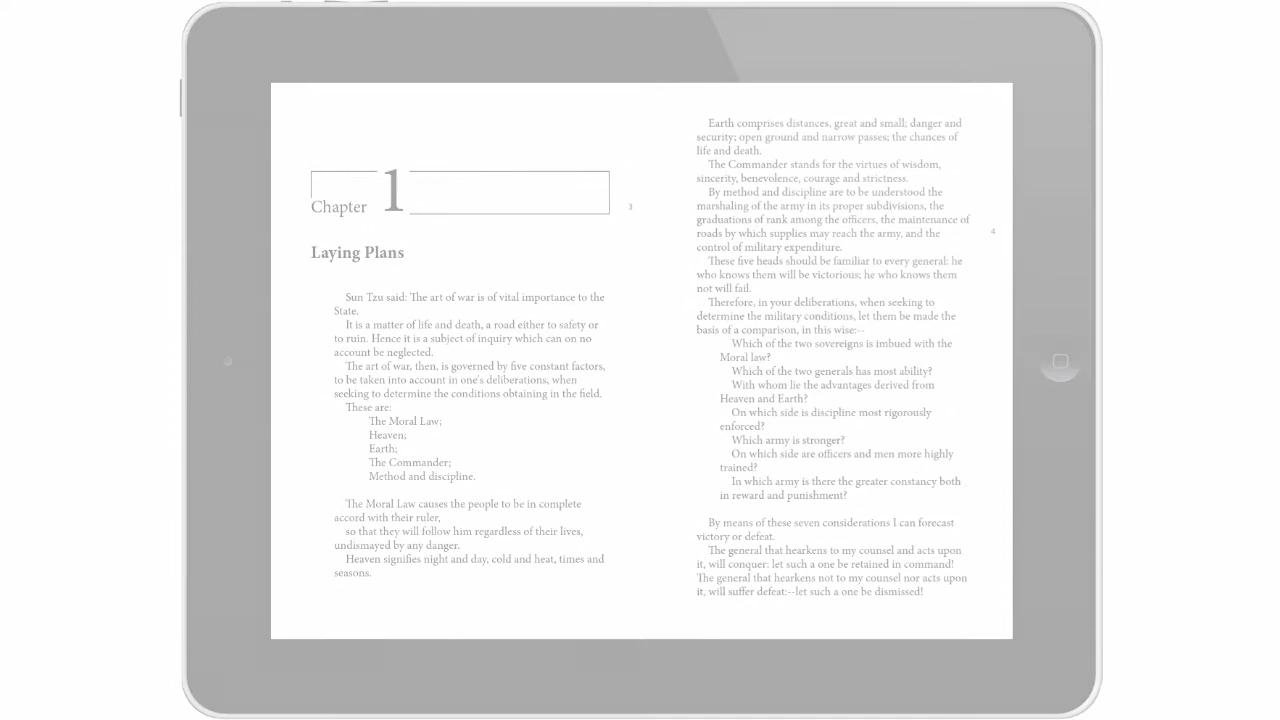 Chapter 1
3
Laying Plans
Sun Tzu said: The art of war is of vital importance to the
State.
It is a matter of life and death, a road either to safety or
to ruin. Hence it is a subject of inquiry which can on no
account be neglected.
The art of war, then, is governed by five constant factors,
to be taken into account in one's deliberations, when
seeking to determine the conditions obtaining in the field.
These are:
The Moral Law;
Heaven;
Earth;
The Commander;
Method and discipline.
The Moral Law causes the people to be in complete
accord with their ruler,
so that they will follow him regardless of their lives,
undismayed by any danger.
Heaven signifies night and day, cold and heat, times and
seasons.
Earth comprises distances, great and small; danger and
security; open ground and narrow passes; the chances of
life and death.
The Commander stands for the virtues of wisdom,
sincerity, benevolence, courage and strictness.
By method and discipline are to be understood the
marshaling of the army in its proper subdivisions, the
graduations of rank among the officers, the maintenance of
roads by which supplies may reach the army, and the
control of military expenditure.
4
These five heads should be familiar to every general: he
who knows them will be victorious; he who knows them
not will fail.
Therefore, in your deliberations, when seeking to
determine the military conditions, let them be made the
basis of a comparison, in this wise:--
Which of the two sovereigns is imbued with the
Moral law?
Which of the two generals has most ability?
With whom lie the advantages derived from
Heaven and Earth?
On which side is discipline most rigorously
enforced?
Which army is stronger?
On which side are officers and men more highly
trained?
In which army is there the greater constancy both
in reward and punishment?
By means of these seven considerations I can forecast
victory or defeat.
The general that hearkens to my counsel and acts upon
it, will conquer: let such a one be retained in command!
The general that hearkens not to my counsel nor acts upon
it, will suffer defeat:--let such a one be dismissed!